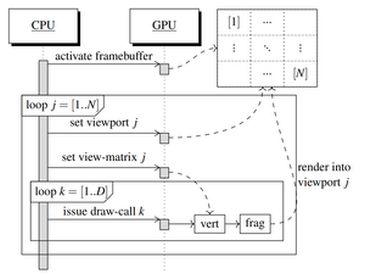 CPU
GPU
[1] ...
⋮ ⋱ ⋮
... [N]
activate framebuffer
loop j = [1..N]
set viewport j
set view-matrix j
render into
viewport j
loop k = [1..D]
issue draw-call k
vert
frag